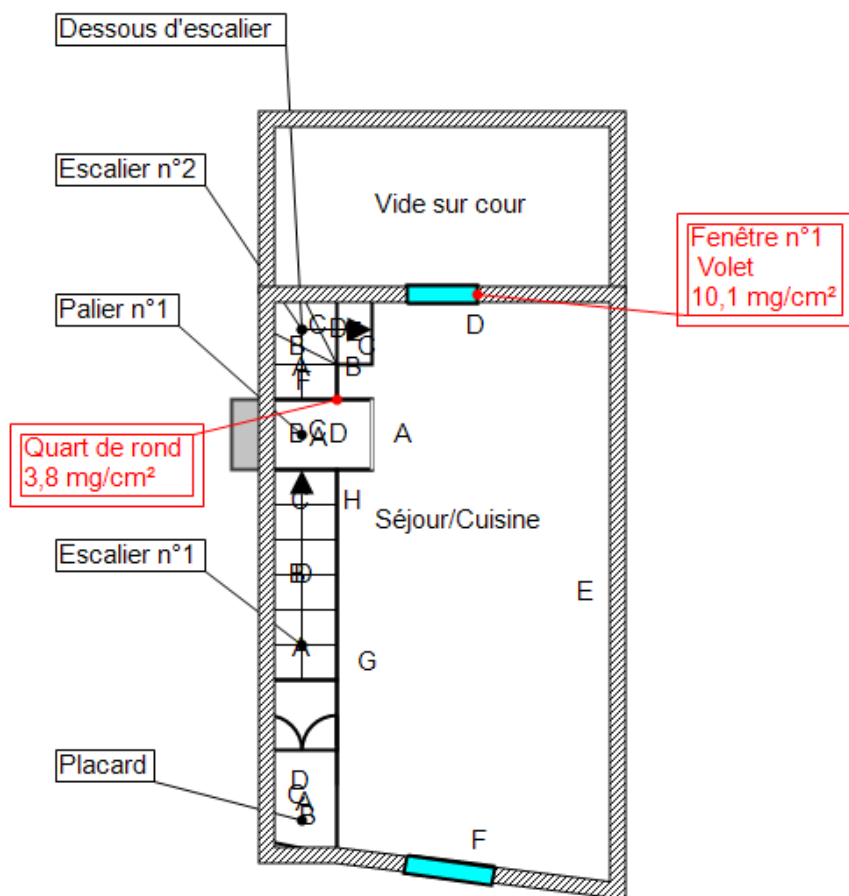 Dessous d'escalier
Escalier n°2
Vide sur cour
Fenêtre n°1
Volet
10,1 mg/cm²
Palier n°1
C D C
B
D
A B
F
Quart de rond
3,8 mg/cm²
B C D
A
A
C H
Séjour/Cuisine
Escalier n°1
B D
E
A
G
Placard
D
C
A
B
F